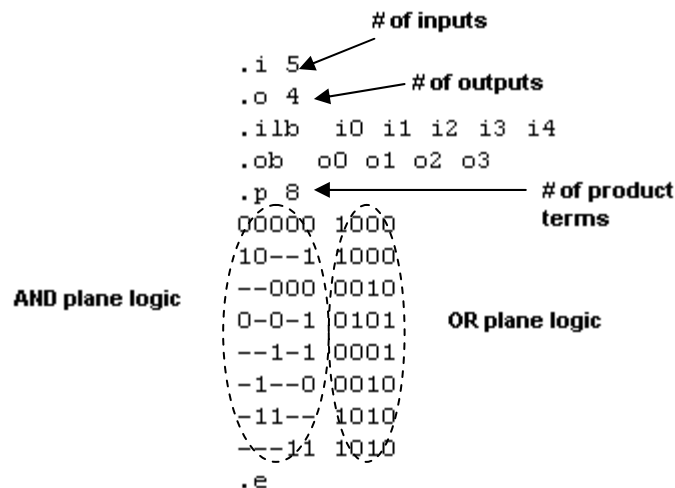 # of inputs
.i 5
# of outputs
.o 4
.ilb i0 i1 i2 i3 i4
.ob o0 o1 o2 o3
.p 8
# of product
terms
00000 1000
10--1 1000
--000 0010
AND plane logic
0-0-1 0101
OR plane logic
--1-1 0001
-1--0 0010
-11-- 1010
---11 1010
.e